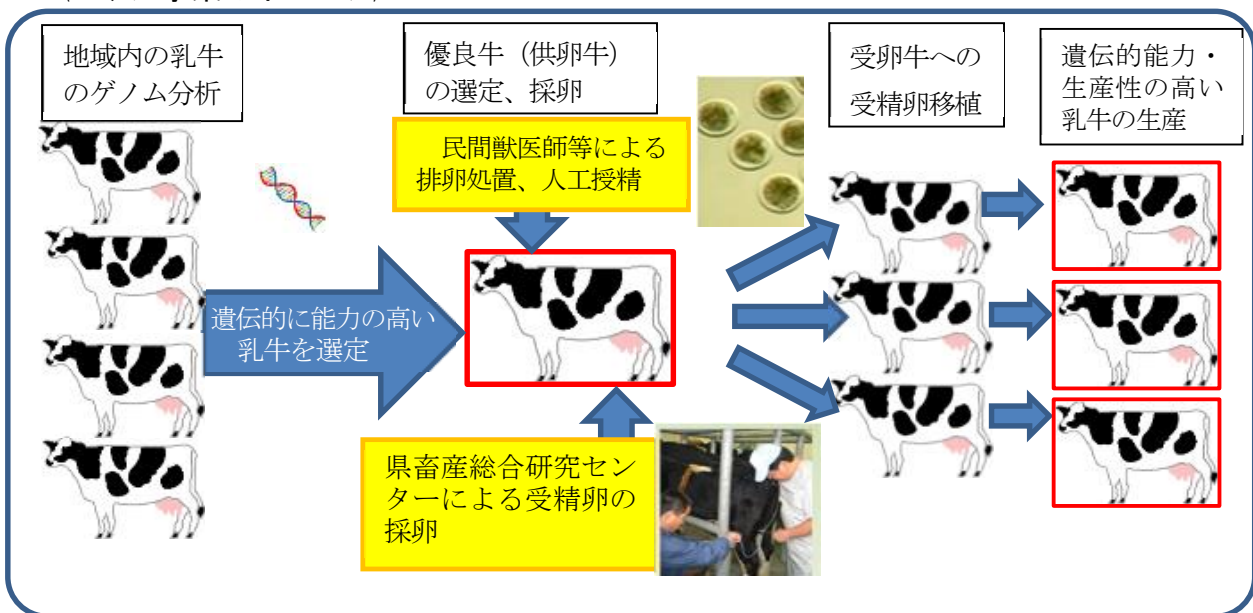 地域内の乳牛
のゲノム分析
優良牛（供卵牛）
の選定、採卵
受卵牛への
受精卵移植
遺伝的能力・
生産性の高い
乳牛の生産
民間獣医師等による
排卵処置、人工授精
遺伝的に能力の高い
乳牛を選定
県畜産総合研究セン
ターによる受精卵の
採卵